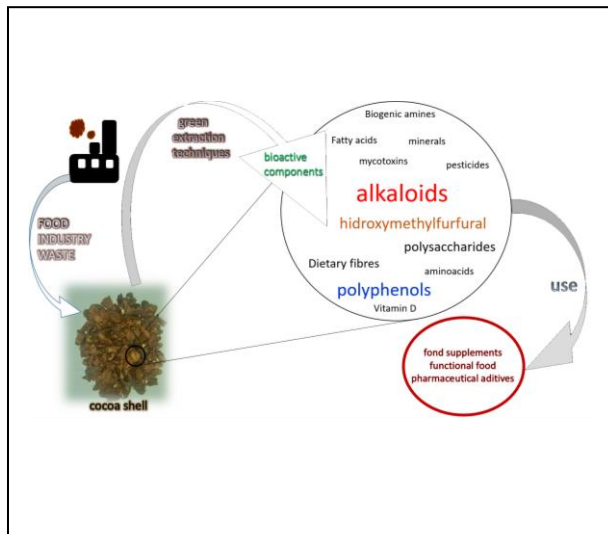 FOOD
INDUSTRY
WASTE
cocoa shell
green
extraction
techniques
bioactive
components
Biogenic amines
Fatty acids
minerals
mycotoxins
pesticides
alkaloids
hidroxymethylfurfural
polysaccharides
Dietary fibres
aminoacids
polyphenols
Vitamin D
use
fond supplements
functional food
pharmaceutical aditives